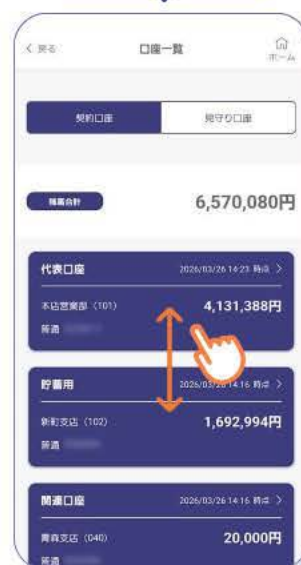 < 戻る 口座一覧 ホーム
契約口座 見守り口座
残高合計 6,570,080円
代表口座 2026/03/26 14:23 時点 >
本店営業部 (101) 4,131,388円
普通
貯蓄用 2026/03/26 14:16 時点 >
新町支店 (102) 1,692,994円
普通
関連口座 2026/03/26 14:16 時点 >
青森支店 (040) 20,000円
普通